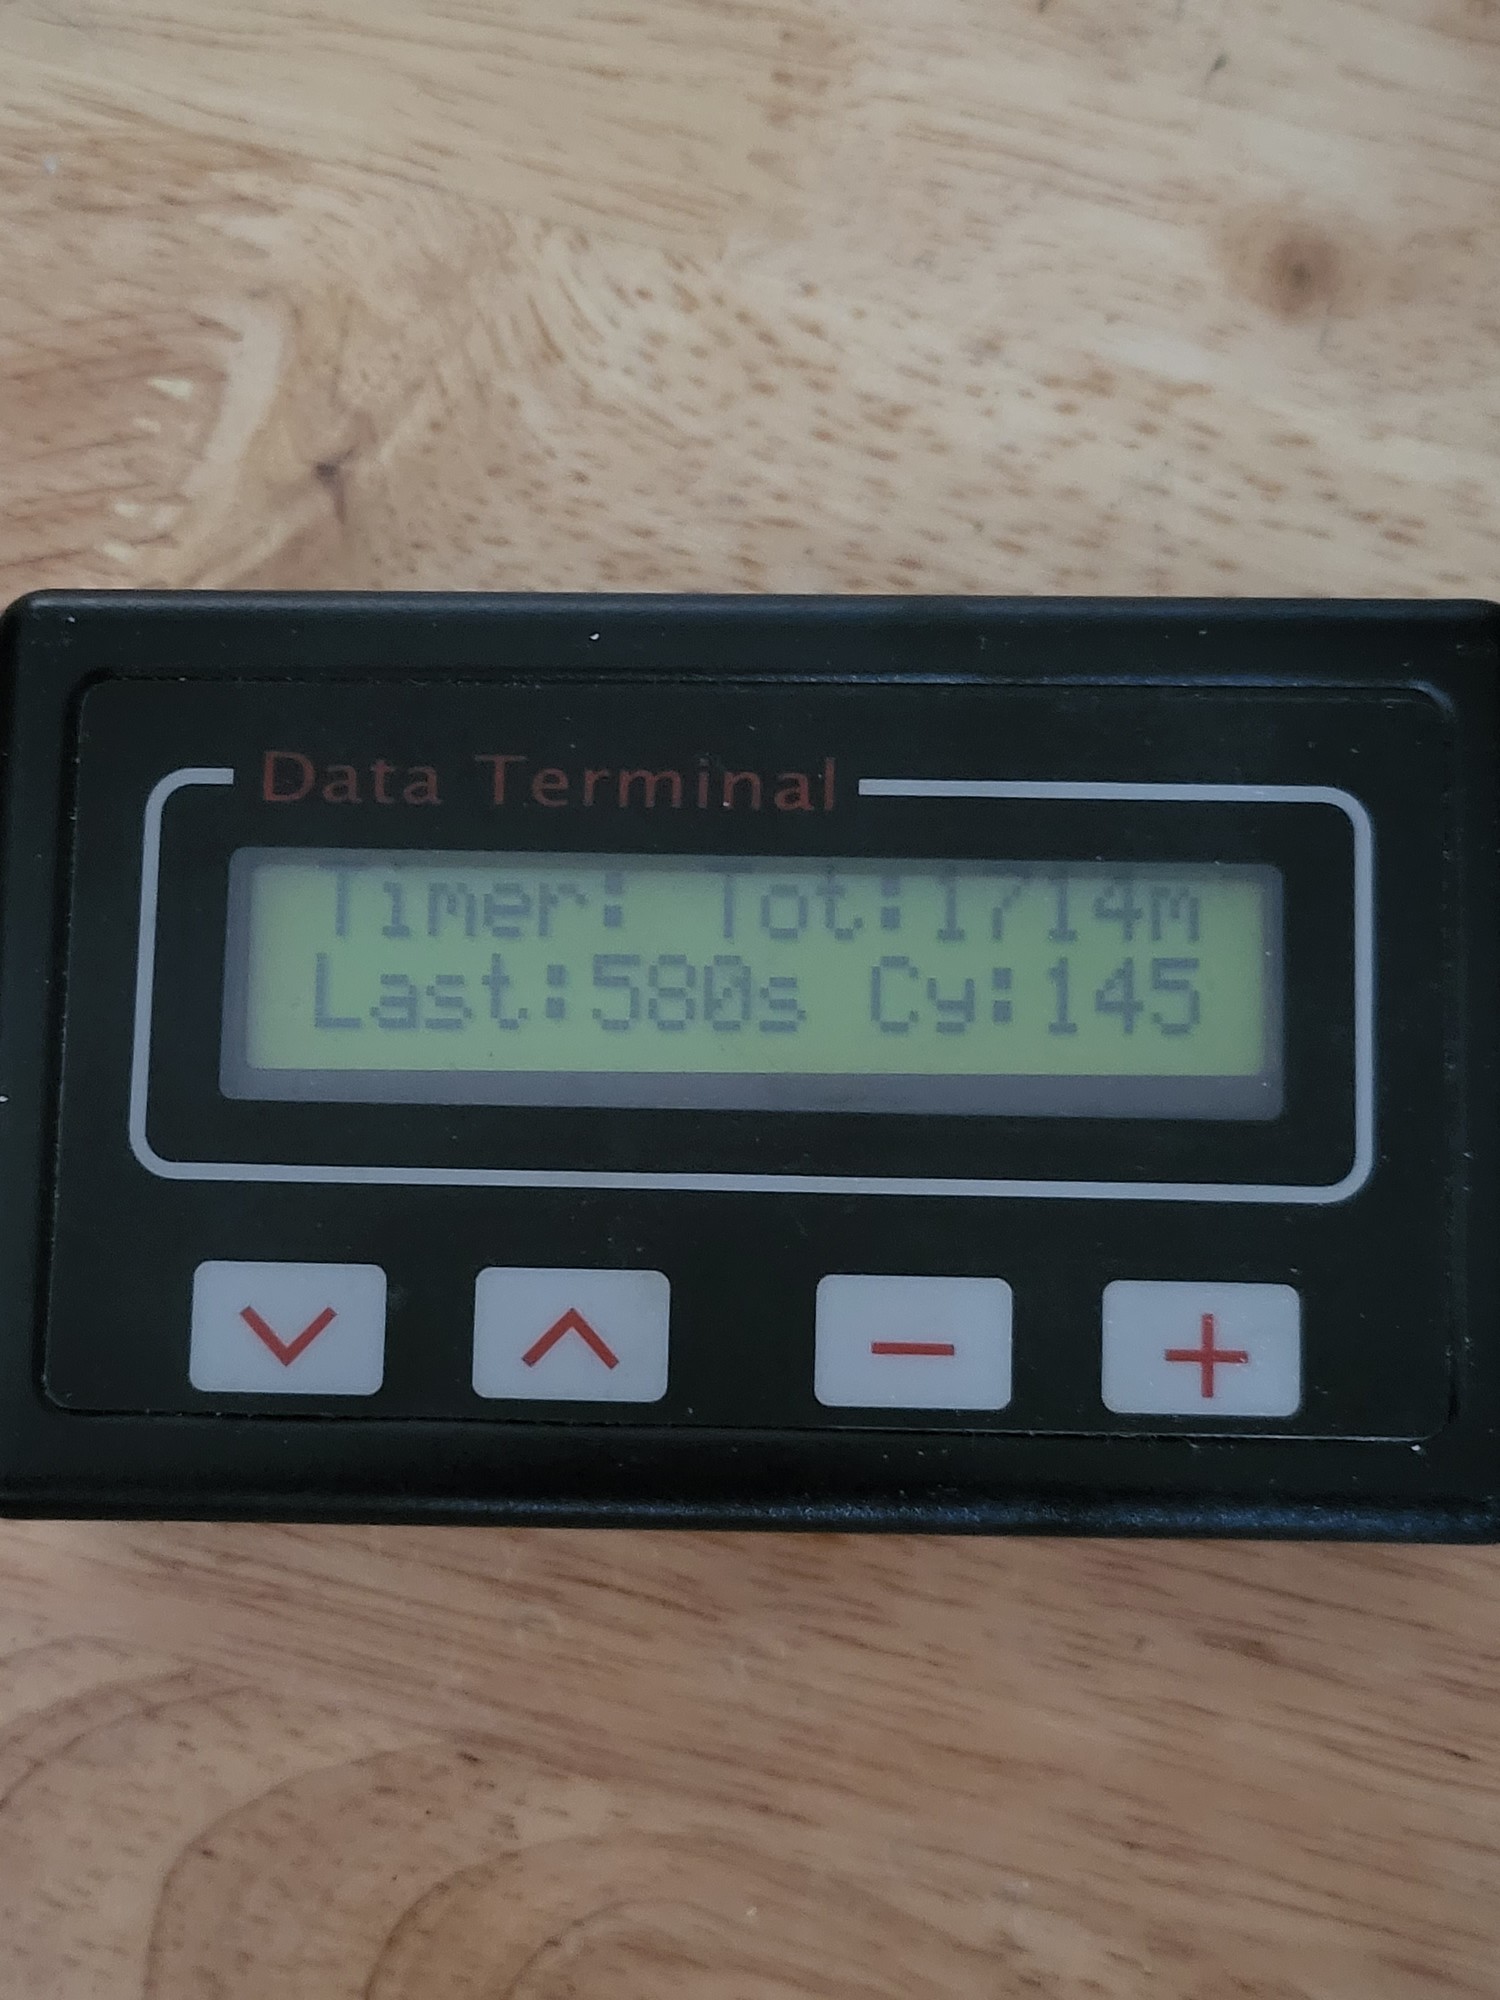 Data Terminal
Timer: Tot:1714m
Last:580s Cy:145